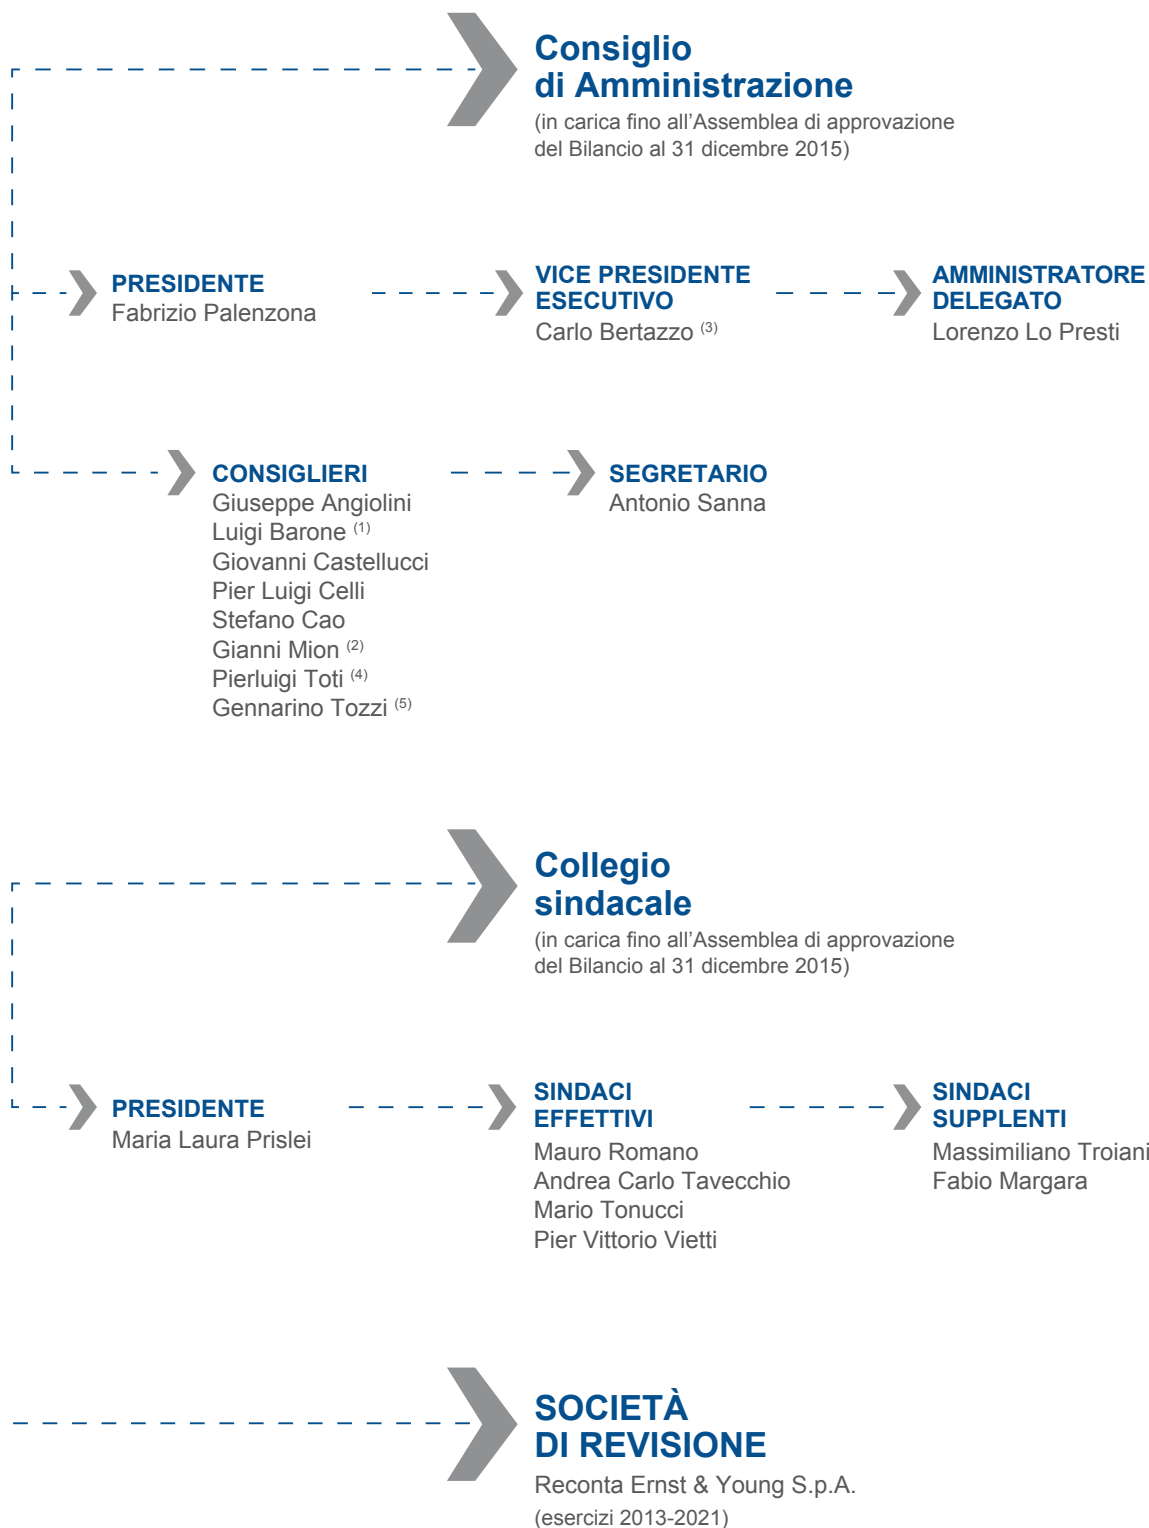 Consiglio
di Amministrazione
(in carica fino all'Assemblea di approvazione
del Bilancio al 31 dicembre 2015)
PRESIDENTE
Fabrizio Palenzona
VICE PRESIDENTE
ESECUTIVO
Carlo Bertazzo (3)
AMMINISTRATORE
DELEGATO
Lorenzo Lo Presti
CONSIGLIERI
Giuseppe Angiolini
Luigi Barone (1)
Giovanni Castellucci
Pier Luigi Celli
Stefano Cao
Gianni Mion (2)
Pierluigi Toti (4)
Gennarino Tozzi (5)
SEGRETARIO
Antonio Sanna
Collegio
sindacale
(in carica fino all'Assemblea di approvazione
del Bilancio al 31 dicembre 2015)
PRESIDENTE
Maria Laura Prislei
SINDACI
EFFETTIVI
Mauro Romano
Andrea Carlo Tavecchio
Mario Tonucci
Pier Vittorio Vietti
SINDACI
SUPPLENTI
Massimiliano Troiani
Fabio Margara
SOCIETÀ
DI REVISIONE
Reconta Ernst & Young S.p.A.
(esercizi 2013-2021)